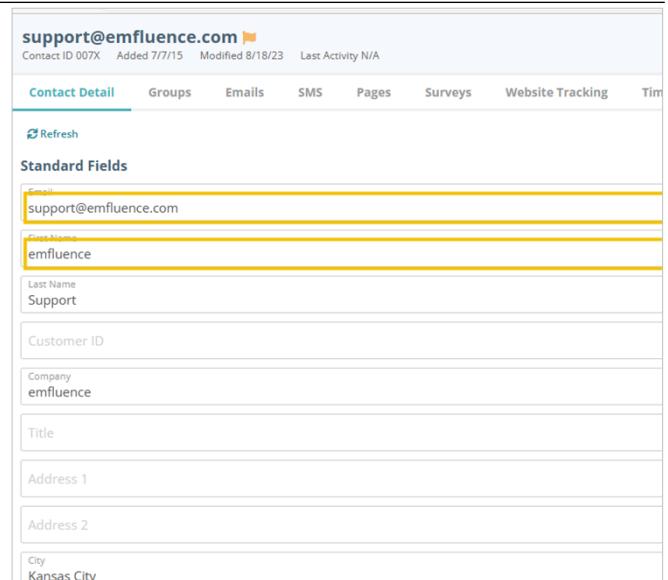 support@emfluence.com
Contact ID 007X Added 7/7/15 Modified 8/18/23 Last Activity N/A
Contact Detail Groups Emails SMS Pages Surveys Website Tracking Tim
Refresh
Standard Fields
Email
support@emfluence.com
First Name
emfluence
Last Name
Support
Customer ID
Company
emfluence
Title
Address 1
Address 2
City
Kansas City